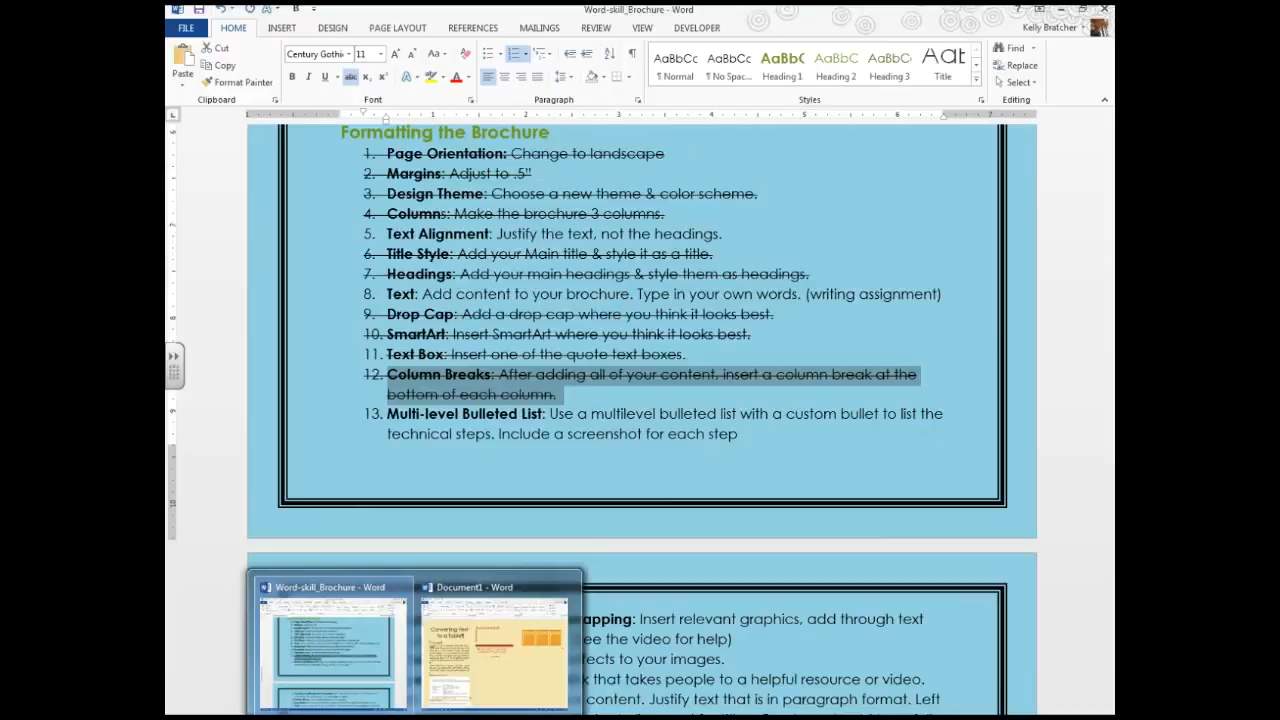 Word-skill_Brochure - Word
FILE HOME INSERT DESIGN PAGE LAYOUT REFERENCES MAILINGS REVIEW VIEW DEVELOPER Kelly Bratcher
Cut
Copy
Format Painter
Paste
Century Gothi 11
Aa
B I U abc X₂ X²
AaBbCc AaBbCc AaBbC AaBbCc AaBbC AaBt
¶ Normal ¶ No Spac... Heading 1 Heading 2 Heading 3 Title
Find
Replace
Select
Clipboard Font Paragraph Styles Editing
Formatting the Brochure
1. Page Orientation: Change to landscape
2. Margins: Adjust to .5"
3. Design Theme: Choose a new theme & color scheme.
4. Columns: Make the brochure 3 columns.
5. Text Alignment: Justify the text, not the headings.
6. Title Style: Add your Main title & style it as a title.
7. Headings: Add your main headings & style them as headings.
8. Text: Add content to your brochure. Type in your own words. (writing assignment)
9. Drop Cap: Add a drop cap where you think it looks best.
10. SmartArt: Insert SmartArt where you think it looks best.
11. Text Box: Insert one of the quote text boxes.
12. Column Breaks: After adding all of your content, insert a column break at the
bottom of each column.
13. Multi-level Bulleted List: Use a multilevel bulleted list with a custom bullet to list the
technical steps. Include a screenshot for each step
Word-skill_Brochure - Word
Document1 - Word
Converting Text
to a table
apping: Insert relevant graphics, add through text
ee the video for help
fects to your images.
k that takes people to a helpful resource or video.
content. Justify let them in paragraph format. Left